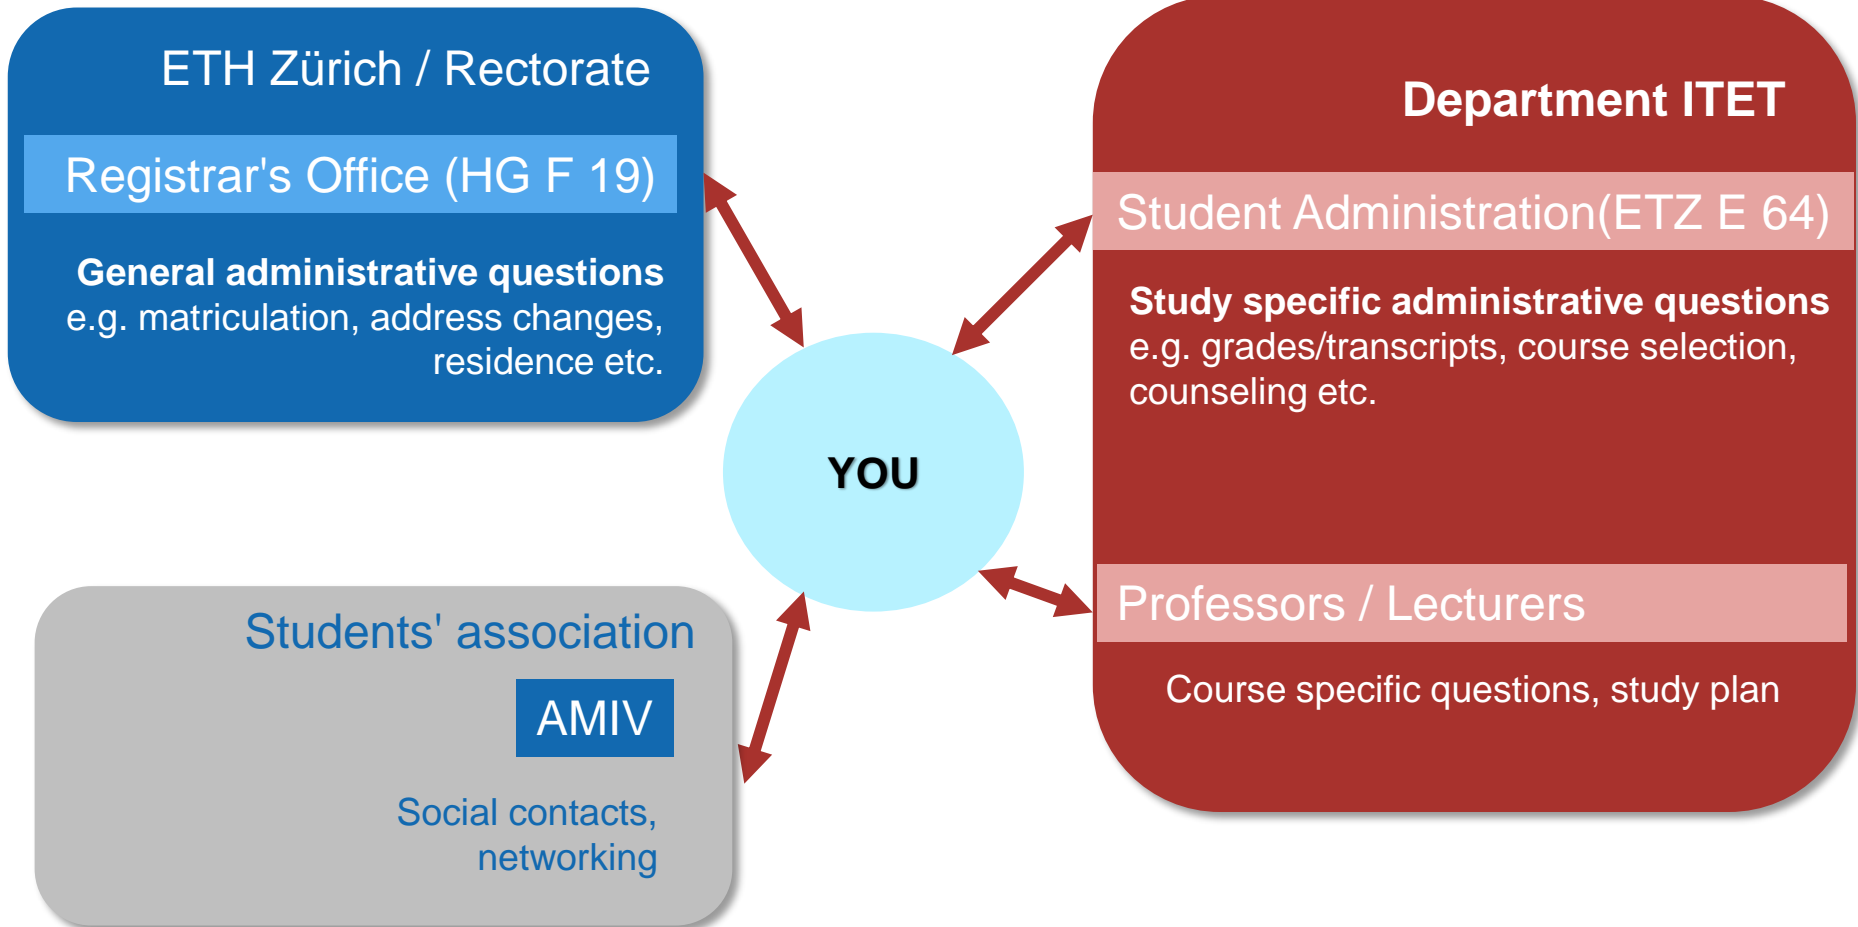 ETH Zürich / Rectorate
Registrar's Office (HG F 19)
General administrative questions
e.g. matriculation, address changes,
residence etc.
Department ITET
Student Administration(ETZ E 64)
Study specific administrative questions
e.g. grades/transcripts, course selection,
counseling etc.
YOU
Students' association
AMIV
Social contacts,
networking
Professors / Lecturers
Course specific questions, study plan